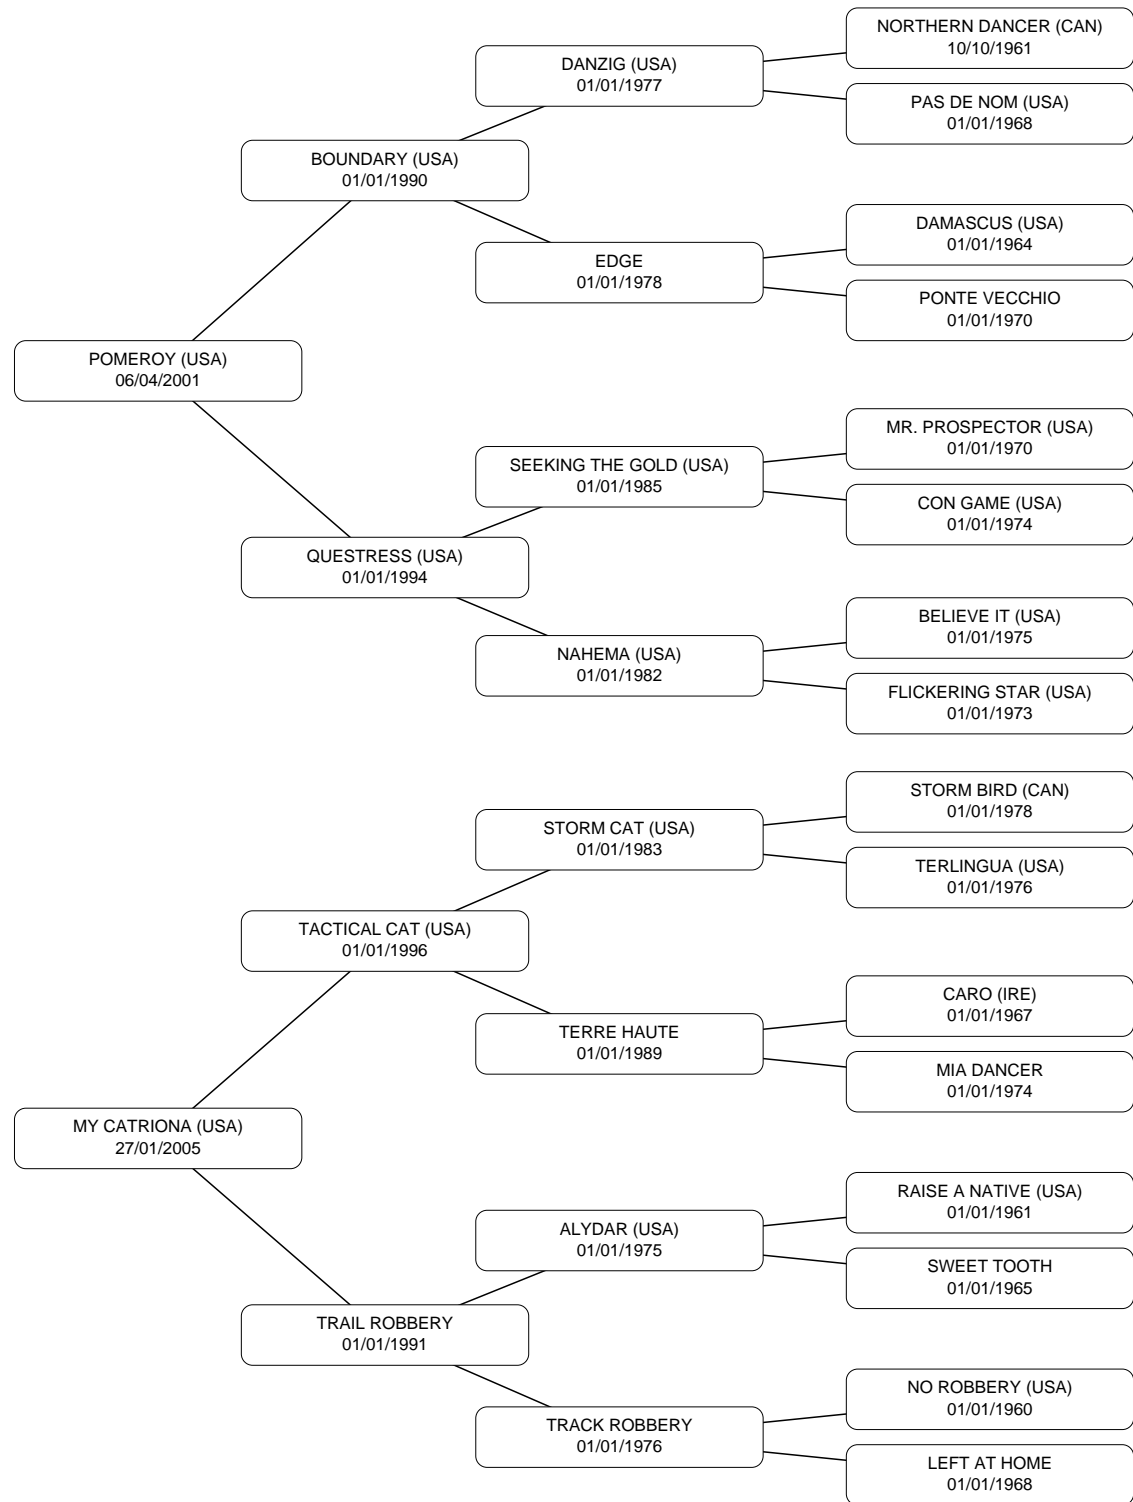 NORTHERN DANCER (CAN)
10/10/1961
DANZIG (USA)
01/01/1977
PAS DE NOM (USA)
01/01/1968
BOUNDARY (USA)
01/01/1990
DAMASCUS (USA)
01/01/1964
EDGE
01/01/1978
PONTE VECCHIO
01/01/1970
POMEROY (USA)
06/04/2001
MR. PROSPECTOR (USA)
01/01/1970
SEEKING THE GOLD (USA)
01/01/1985
CON GAME (USA)
01/01/1974
QUESTRESS (USA)
01/01/1994
BELIEVE IT (USA)
01/01/1975
NAHEMA (USA)
01/01/1982
FLICKERING STAR (USA)
01/01/1973
STORM BIRD (CAN)
01/01/1978
STORM CAT (USA)
01/01/1983
TERLINGUA (USA)
01/01/1976
TACTICAL CAT (USA)
01/01/1996
CARO (IRE)
01/01/1967
TERRE HAUTE
01/01/1989
MIA DANCER
01/01/1974
MY CATRIONA (USA)
27/01/2005
RAISE A NATIVE (USA)
01/01/1961
ALYDAR (USA)
01/01/1975
SWEET TOOTH
01/01/1965
TRAIL ROBBERY
01/01/1991
NO ROBBERY (USA)
01/01/1960
TRACK ROBBERY
01/01/1976
LEFT AT HOME
01/01/1968